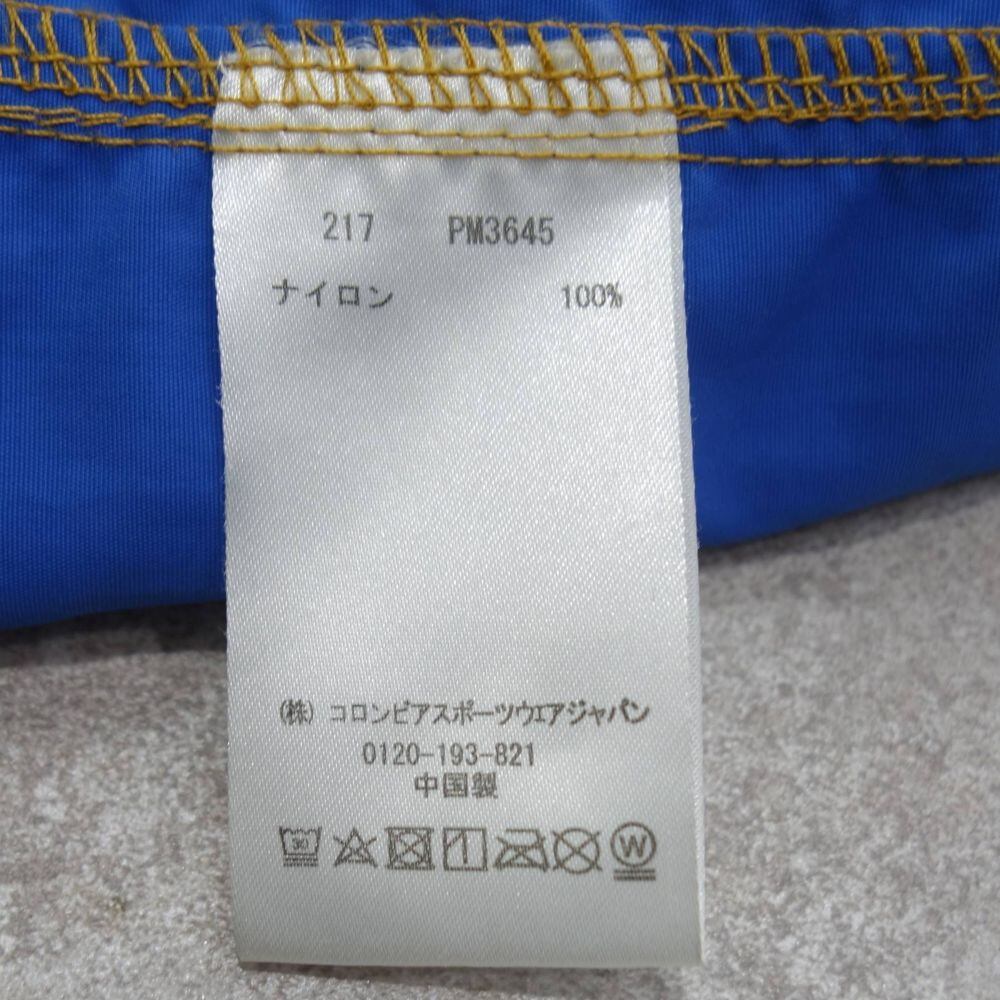 217 PM3645
ナイロン 100%
(株) コロンビアスポーツウエアジャパン
0120-193-821
中国製
30
W